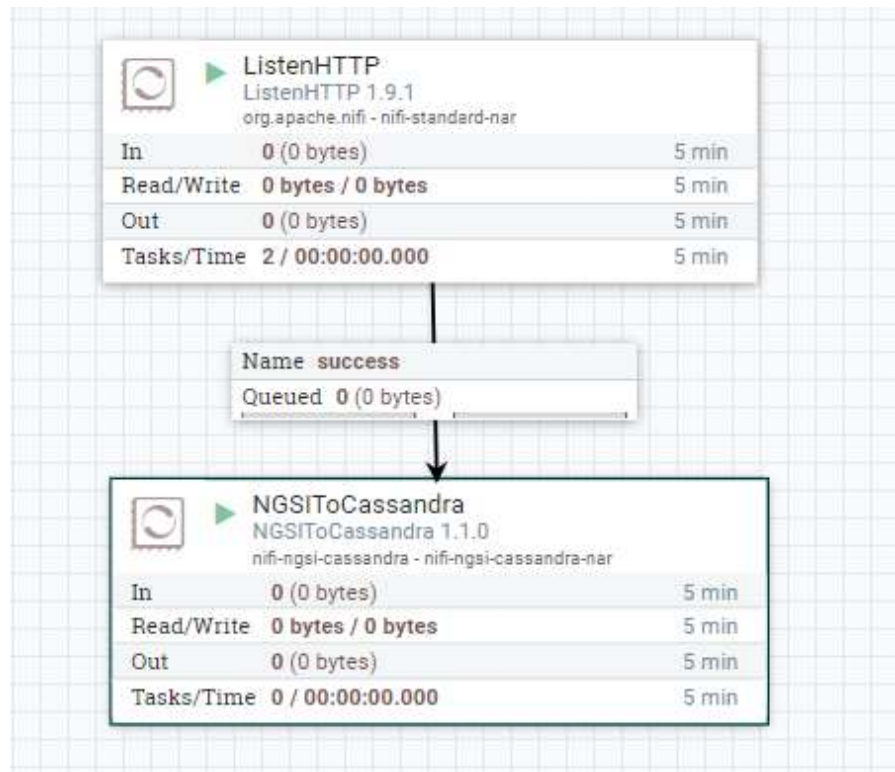 ListenHTTP
ListenHTTP 1.9.1
org.apache.nifi - nifi-standard-nar
In 0 (0 bytes) 5 min
Read/Write 0 bytes / 0 bytes 5 min
Out 0 (0 bytes) 5 min
Tasks/Time 2 / 00:00:00.000 5 min
Name success
Queued 0 (0 bytes)
NGSIToCassandra
NGSIToCassandra 1.1.0
nifi-ngsi-cassandra - nifi-ngsi-cassandra-nar
In 0 (0 bytes) 5 min
Read/Write 0 bytes / 0 bytes 5 min
Out 0 (0 bytes) 5 min
Tasks/Time 0 / 00:00:00.000 5 min